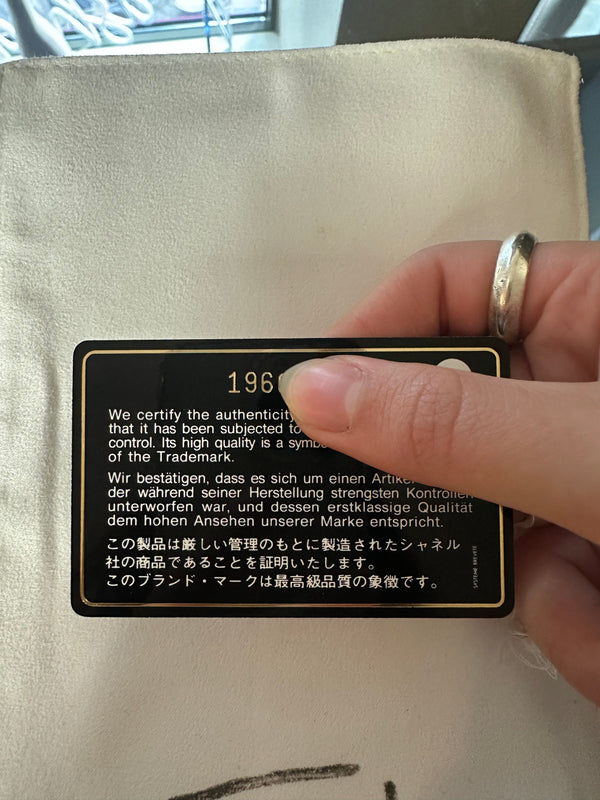 196
We certify the authenticity
that it has been subjected to
control. Its high quality is a
of the Trademark.
Wir bestätigen, dass es sich um einen
der während seiner Herstellung strengsten Kontrollen
unterworfen war, und dessen erstklassige Qualität
dem hohen Ansehen unserer Marke entspricht.
この製品は厳しい管理のもとに製造されたシャネル
社の商品であることを証明いたします。
このブランド・マークは最高級品質の象徴です。